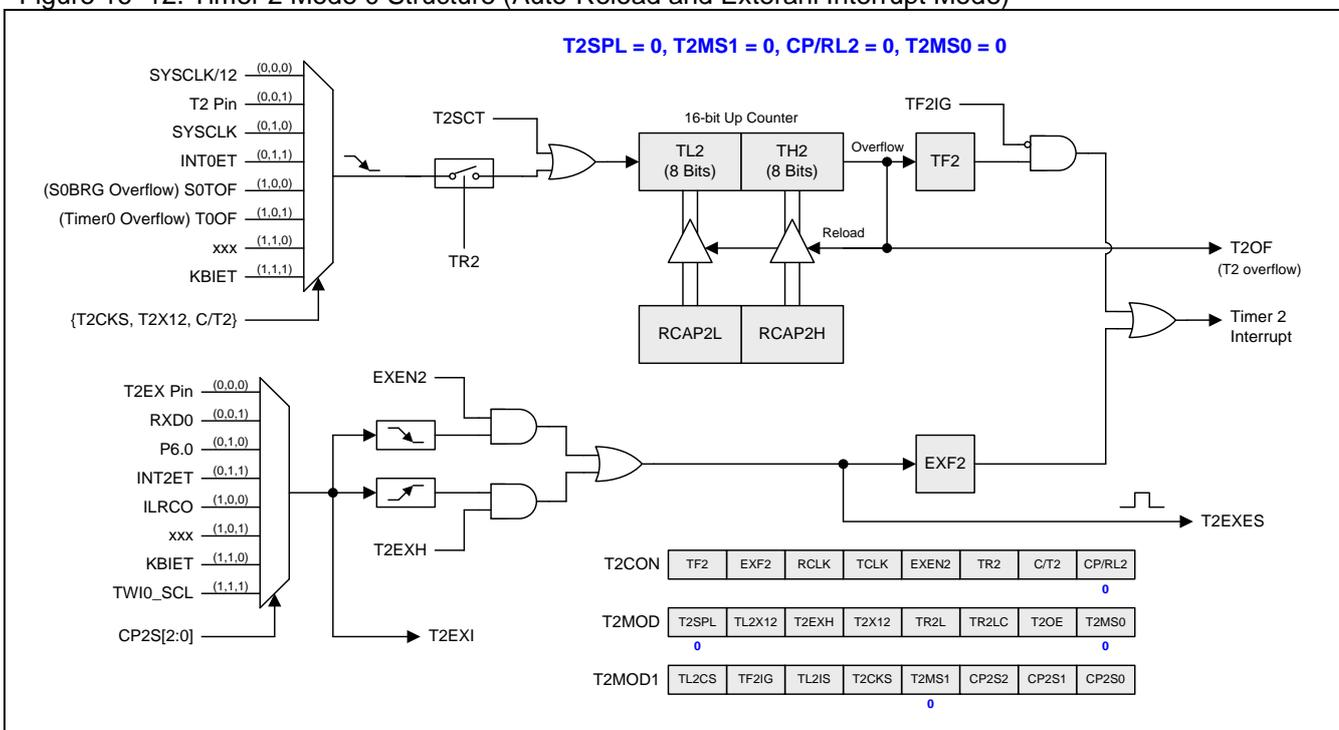 Figure Timer 2 Mode 0 Structure (Auto-Reload and Exteranl Interrupt Mode)
T2SPL = 0, T2MS1 = 0, CP/RL2 = 0, T2MS0 = 0
SYSCLK/12 (0,0,0)
T2 Pin (0,0,1)
SYSCLK (0,1,0)
INT0ET (0,1,1)
(S0BRG Overflow) S0TOF (1,0,0)
(Timer0 Overflow) T0OF (1,0,1)
xxx (1,1,0)
KBIET (1,1,1)
{T2CKS, T2X12, C/T2}
T2SCT
TR2
16-bit Up Counter
TL2
(8 Bits)
TH2
(8 Bits)
Overflow
TF2
TF2IG
Reload
RCAP2L
RCAP2H
T2OF
(T2 overflow)
Timer 2
Interrupt
T2EX Pin (0,0,0)
RXD0 (0,0,1)
P6.0 (0,1,0)
INT2ET (0,1,1)
ILRCO (1,0,0)
xxx (1,0,1)
KBIET (1,1,0)
TWI0_SCL (1,1,1)
CP2S[2:0]
EXEN2
T2EXH
T2EXI
EXF2
T2EXES
T2CON TF2 EXF2 RCLK TCLK EXEN2 TR2 C/T2 CP/RL2
0
T2MOD T2SPL TL2X12 T2EXH T2X12 TR2L TR2LC T2OE T2MS0
0 0
T2MOD1 TL2CS TF2IG TL2IS T2CKS T2MS1 CP2S2 CP2S1 CP2S0
0